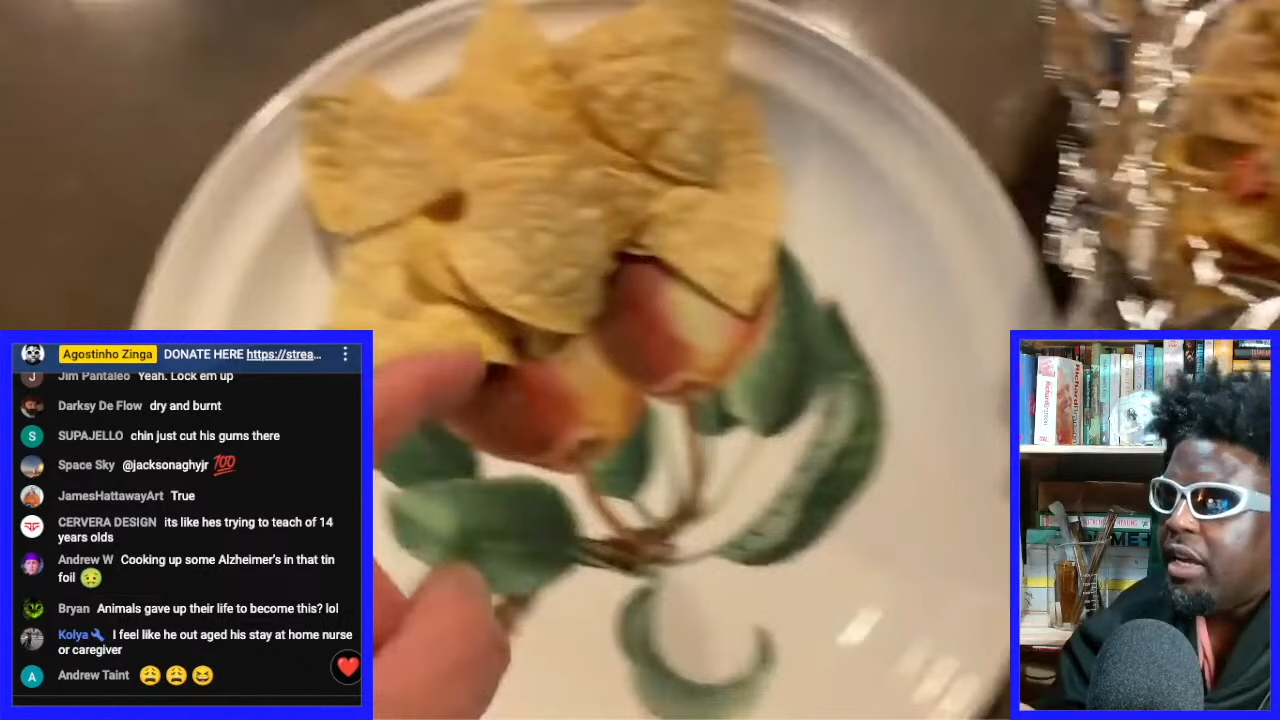 Agostinho Zinga DONATE HERE https://strea...
Jim Pantaleo Yeah. Lock em up
Darksy De Flow dry and burnt
S SUPAJELLO chin just cut his gums there
Space Sky @jacksonaghyjr 💯
JamesHattawayArt True
CERVERA DESIGN its like hes trying to teach of 14
years olds
Andrew W Cooking up some Alzheimer's in that tin
foil 🤢
Bryan Animals gave up their life to become this? lol
Kolya🔧 I feel like he out aged his stay at home nurse
or caregiver
A Andrew Taint 😩 😩 😆